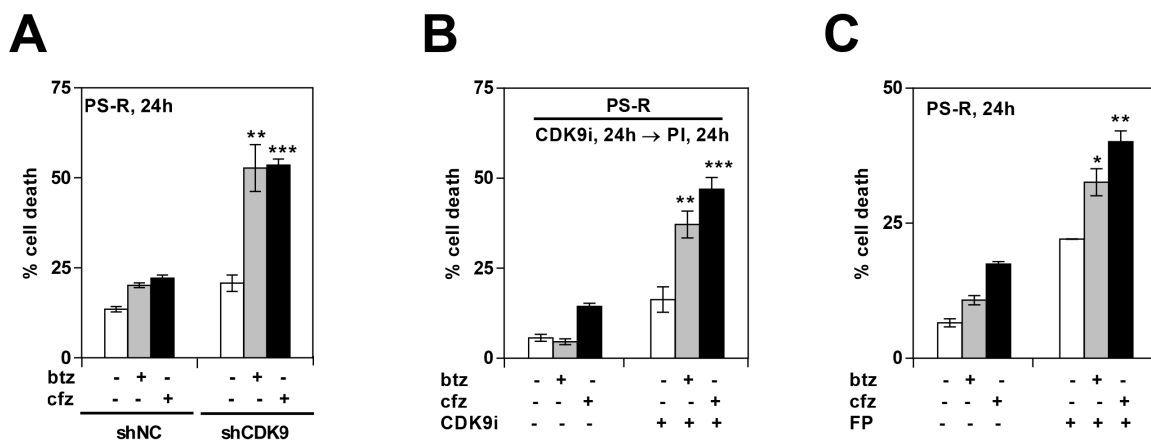 A
B
C
75
50
25
0
% cell death
PS-R, 24h
**
***
btz - + - - + -
cfz - - + - - +
shNC shCDK9
75
50
25
0
% cell death
PS-R
CDK9i, 24h → PI, 24h
**
***
btz - + - - + -
cfz - - + - - +
CDK9i - - - + + +
50
25
0
% cell death
PS-R, 24h
*
**
btz - + - - + -
cfz - - + - - +
FP - - - + + +